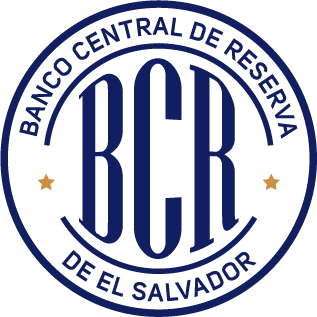 BANCO CENTRAL DE RESERVA
BCR
DE EL SALVADOR